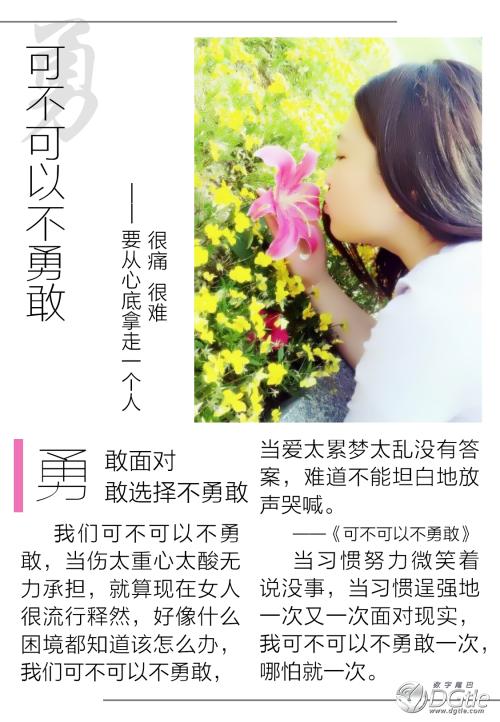 勇
可不可以不勇敢
——要从心底拿走一个人
很痛 很难
勇敢面对
敢选择不勇敢
我们可不可以不勇
敢，当伤太重心太酸无
力承担，就算现在女人
很流行释然，好像什么
困境都知道该怎么办，
我们可不可以不勇敢，
当爱太累梦太乱没有答
案，难道不能坦白地放
声哭喊。
——《可不可以不勇敢》
当习惯努力微笑着
说没事，当习惯逞强地
一次又一次面对现实，
我可不可以不勇敢一次，
哪怕就一次。
数字尾巴
DGtle
www.dgtle.com